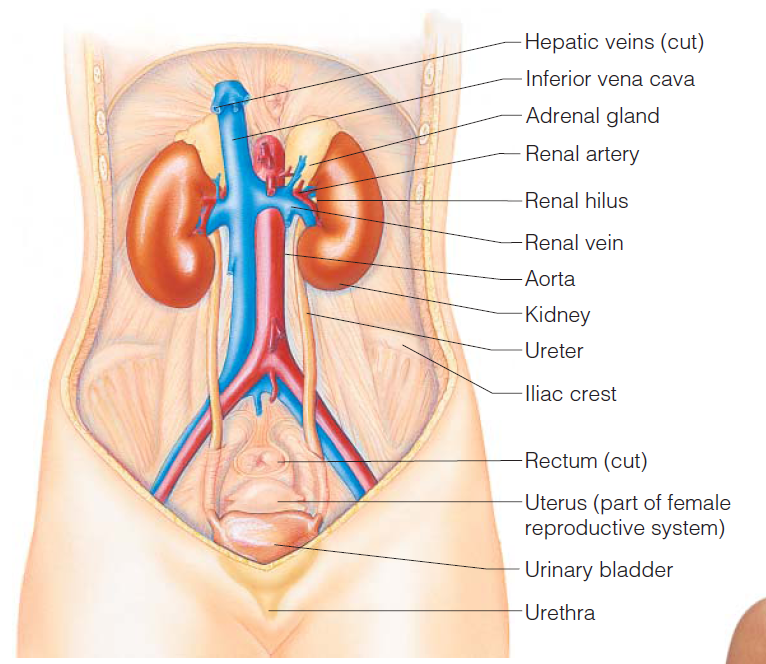 Hepatic veins (cut)
Inferior vena cava
Adrenal gland
Renal artery
Renal hilus
Renal vein
Aorta
Kidney
Ureter
Iliac crest
Rectum (cut)
Uterus (part of female
reproductive system)
Urinary bladder
Urethra